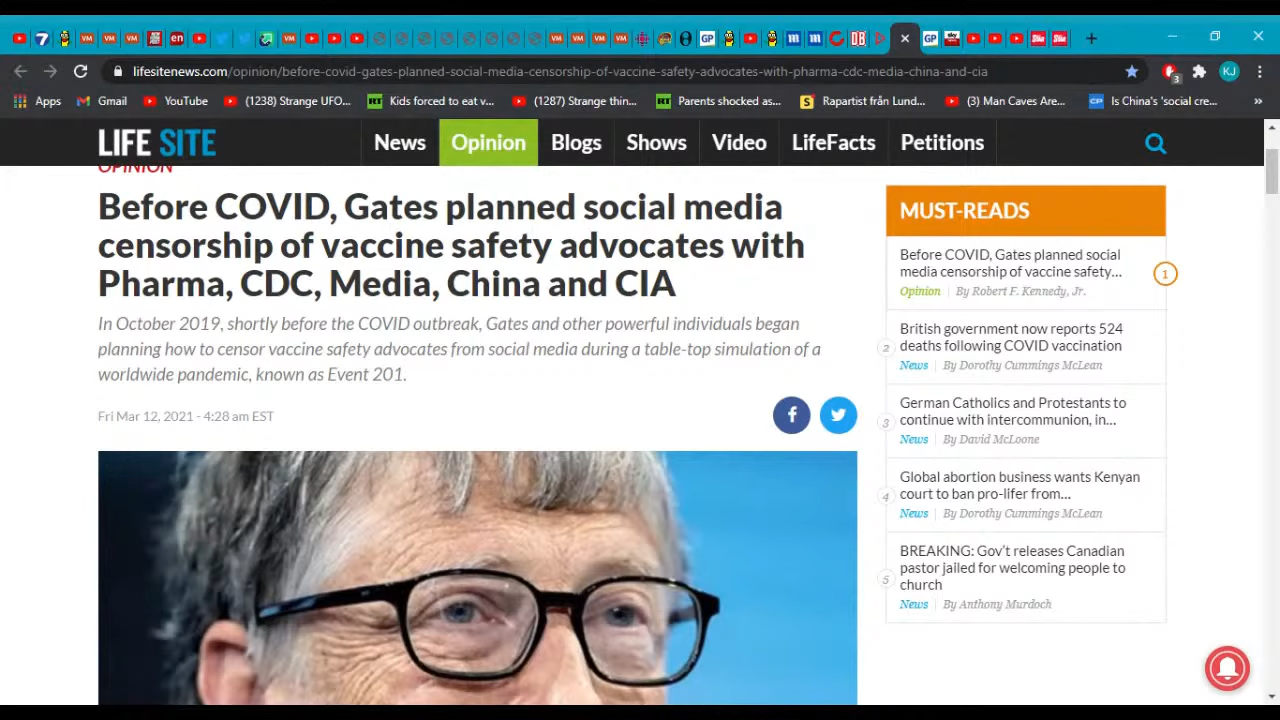 lifesitenews.com/opinion/before-covid-gates-planned-social-media-censorship-of-vaccine-safety-advocates-with-pharma-cdc-media-china-and-cia
KJ
3
Apps
Gmail
YouTube
(1238) Strange UFO...
RT Kids forced to eat v...
(1287) Strange thin...
RT Parents shocked as...
S Rapartist från Lund...
(3) Man Caves Are...
CP Is China's 'social cre...
»
LIFE SITE
News
Opinion
Blogs
Shows
Video
LifeFacts
Petitions
OPINION
Before COVID, Gates planned social media
censorship of vaccine safety advocates with
Pharma, CDC, Media, China and CIA
In October 2019, shortly before the COVID outbreak, Gates and other powerful individuals began
planning how to censor vaccine safety advocates from social media during a table-top simulation of a
worldwide pandemic, known as Event 201.
Fri Mar 12, 2021 - 4:28 am EST
MUST-READS
Before COVID, Gates planned social
media censorship of vaccine safety...
1
Opinion | By Robert F. Kennedy, Jr.
British government now reports 524
2
deaths following COVID vaccination
News | By Dorothy Cummings McLean
German Catholics and Protestants to
3
continue with intercommunion, in...
News | By David McLoone
Global abortion business wants Kenyan
4
court to ban pro-lifer from...
News | By Dorothy Cummings McLean
BREAKING: Gov't releases Canadian
pastor jailed for welcoming people to
5
church
News | By Anthony Murdoch